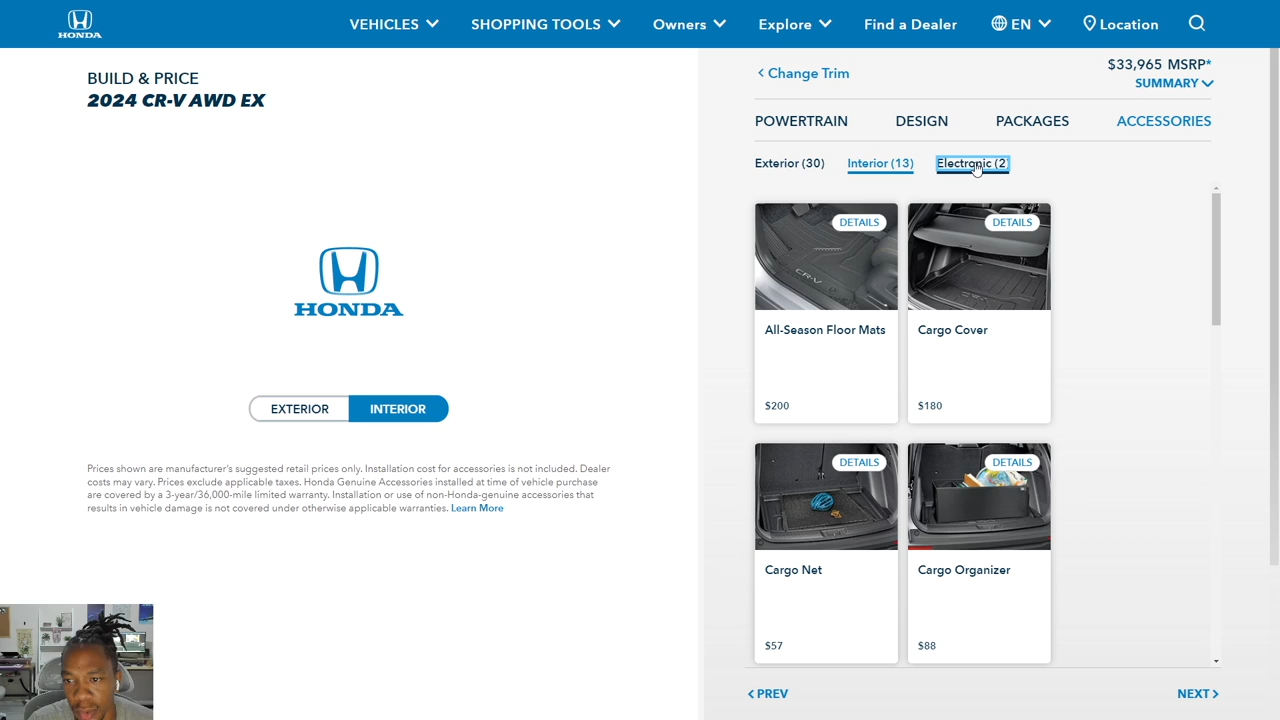 HONDA
VEHICLES
SHOPPING TOOLS
Owners
Explore
Find a Dealer
EN
Location
BUILD & PRICE
2024 CR-V AWD EX
HONDA
EXTERIOR
INTERIOR
Prices shown are manufacturer's suggested retail prices only. Installation cost for accessories is not included. Dealer
costs may vary. Prices exclude applicable taxes. Honda Genuine Accessories installed at time of vehicle purchase
are covered by a 3-year/36,000-mile limited warranty. Installation or use of non-Honda-genuine accessories that
results in vehicle damage is not covered under otherwise applicable warranties. Learn More
Change Trim
$33,965 MSRP*
SUMMARY
POWERTRAIN
DESIGN
PACKAGES
ACCESSORIES
Exterior (30)
Interior (13)
Electronic (2
DETAILS
CR-V
All-Season Floor Mats
$200
DETAILS
Cargo Cover
$180
DETAILS
Cargo Net
$57
DETAILS
Cargo Organizer
$88
PREV
NEXT